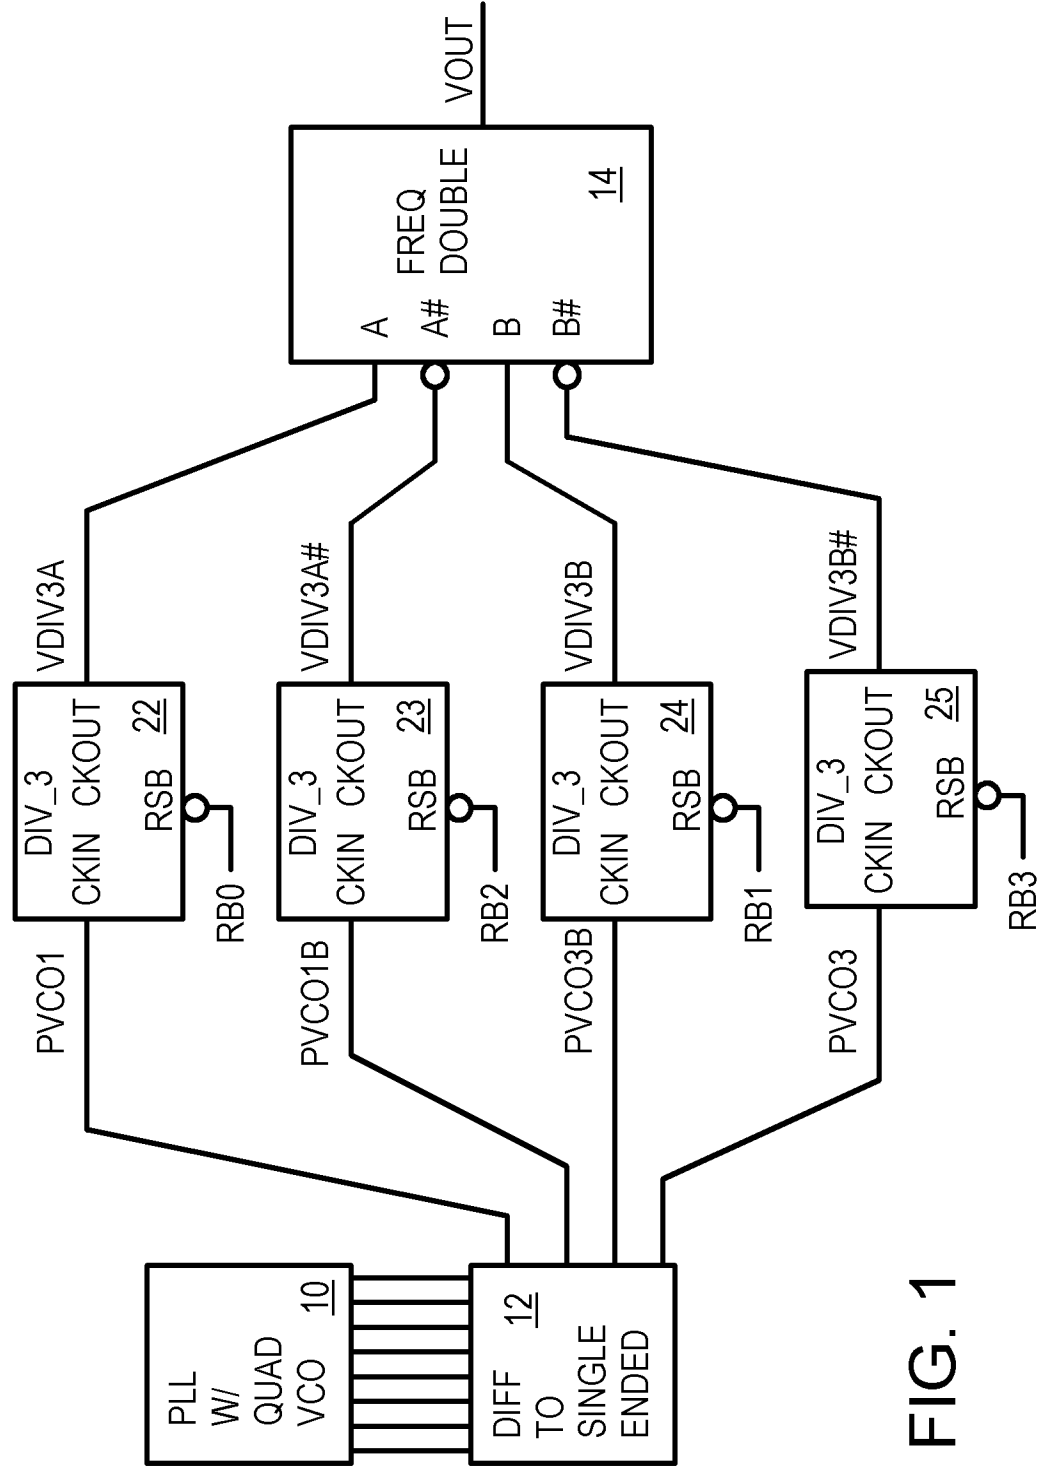 PLL
W/
QUAD
VCO
10
DIFF
TO
SINGLE
ENDED
12
PVCO1
DIV_3
CKIN CKOUT
RSB
22
RB0
VDIV3A
PVCO1B
DIV_3
CKIN CKOUT
RSB
23
RB2
VDIV3A#
PVCO3B
DIV_3
CKIN CKOUT
RSB
24
RB1
VDIV3B
PVCO3
DIV_3
CKIN CKOUT
RSB
25
RB3
VDIV3B#
A
A#
B
B#
FREQ
DOUBLE
14
VOUT
FIG. 1